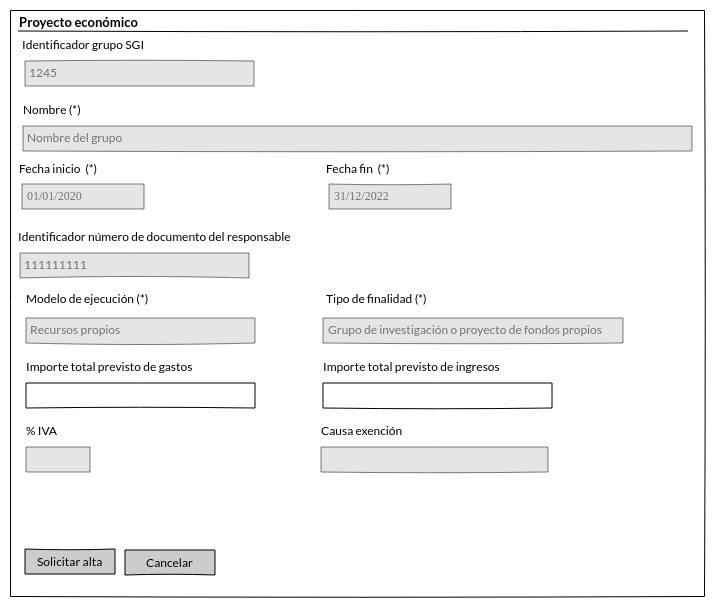 Proyecto económico
Identificador grupo SGI
1245
Nombre (*)
Nombre del grupo
Fecha inicio (*) Fecha fin (*)
01/01/2020 31/12/2022
Identificador número de documento del responsable
111111111
Modelo de ejecución (*) Tipo de finalidad (*)
Recursos propios Grupo de investigación o proyecto de fondos propios
Importe total previsto de gastos Importe total previsto de ingresos
% IVA Causa exención
Solicitar alta Cancelar